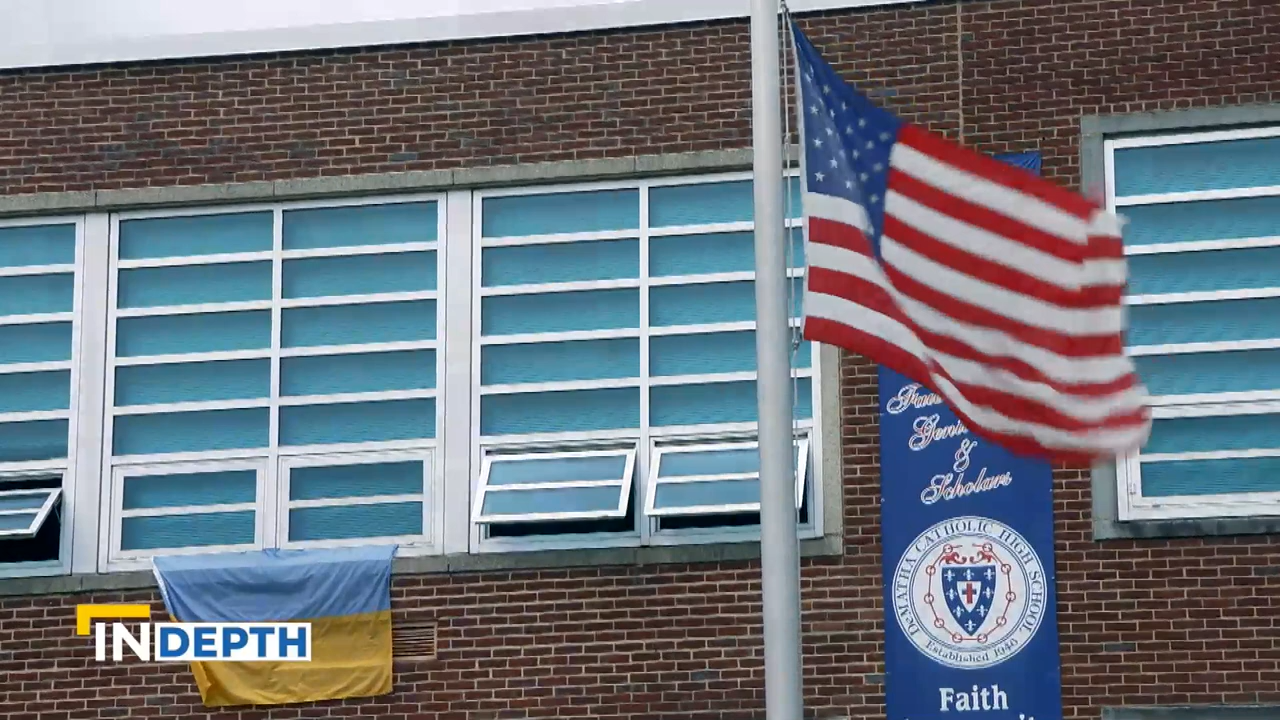 &
Scholars
DeMATHA CATHOLIC HIGH SCHOOL
Established 1946
Faith
INDEPTH